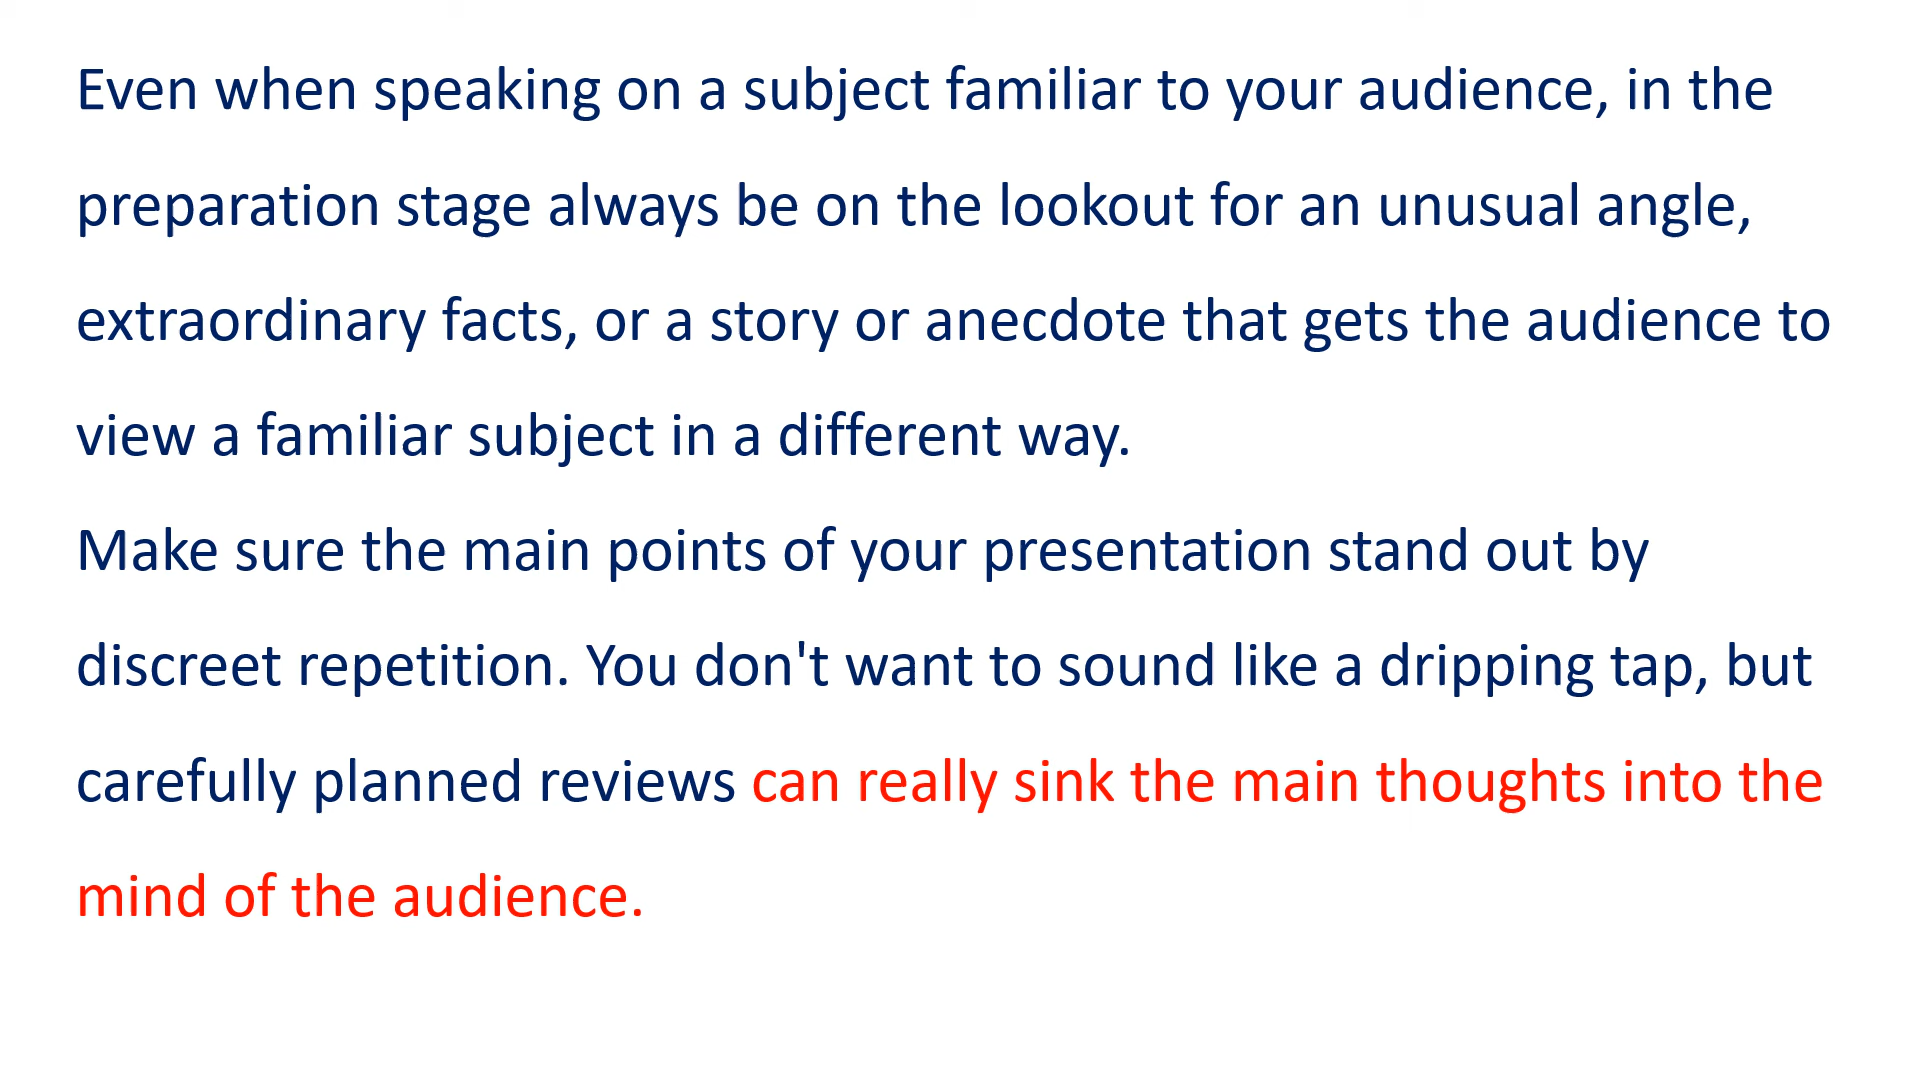 Even when speaking on a subject familiar to your audience, in the
preparation stage always be on the lookout for an unusual angle,
extraordinary facts, or a story or anecdote that gets the audience to
view a familiar subject in a different way.
Make sure the main points of your presentation stand out by
discreet repetition. You don't want to sound like a dripping tap, but
carefully planned reviews can really sink the main thoughts into the
mind of the audience.